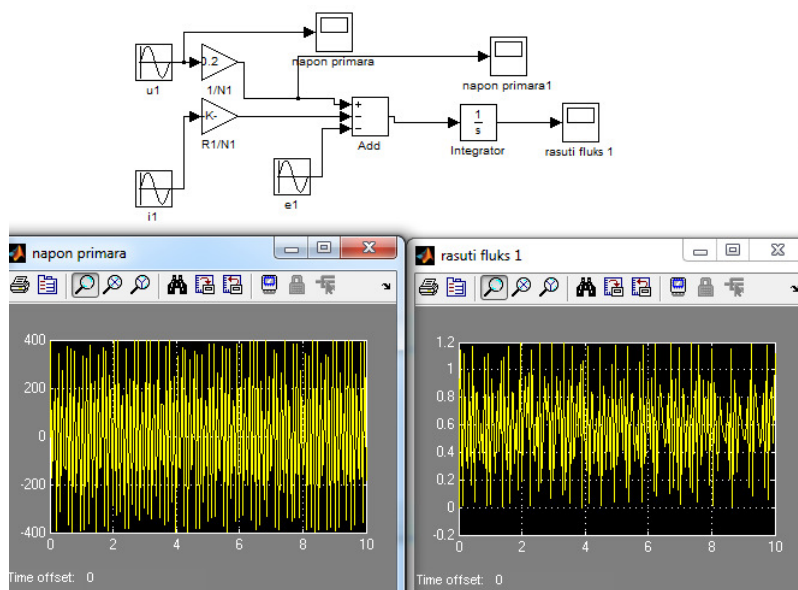 napon primara
napon primara1
0.2
u1
1/N1
K-
R1/N1
+
−
−
Add
1
s
Integrator
rasuti fluks 1
i1
e1
napon primara
400
200
0
-200
-400
0 2 4 6 8 10
Time offset: 0
rasuti fluks 1
1.2
1
0.8
0.6
0.4
0.2
0
-0.2
0 2 4 6 8 10
Time offset: 0